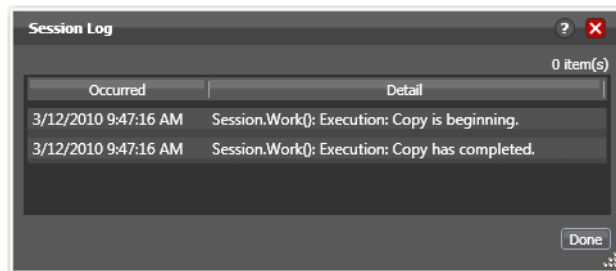 Session Log ?
0 item(s)
Occurred Detail
3/12/2010 9:47:16 AM Session.Work(): Execution: Copy is beginning.
3/12/2010 9:47:16 AM Session.Work(): Execution: Copy has completed.
Done